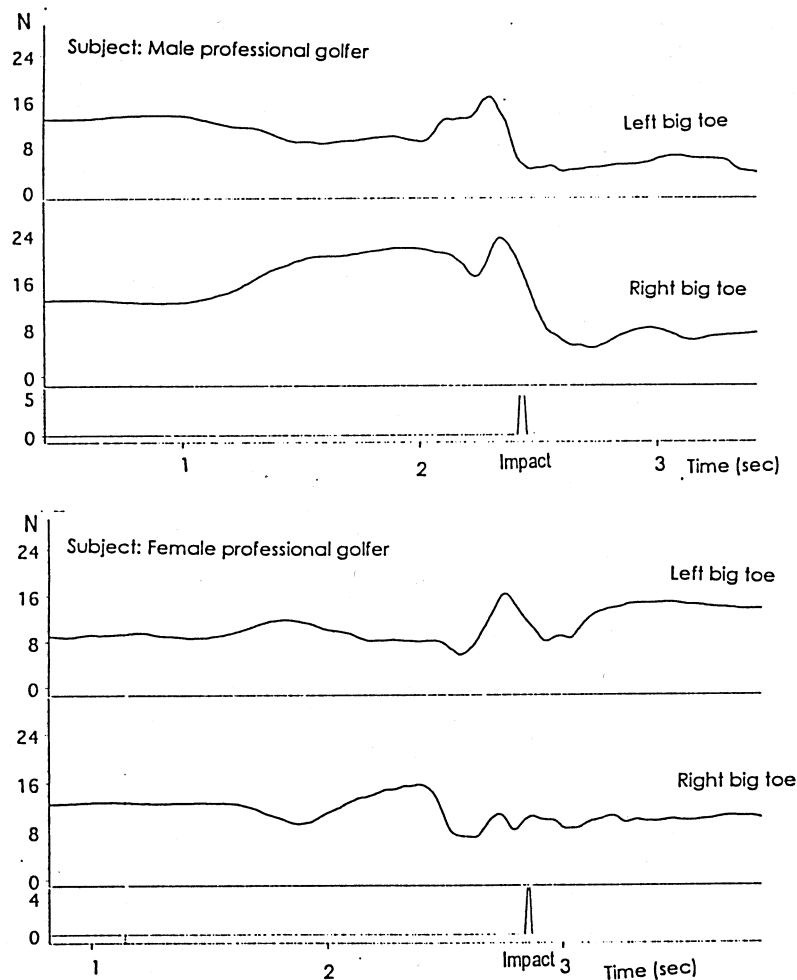 N
Subject: Male professional golfer
24
16
Left big toe
8
0
24
16
Right big toe
8
0
5
0
1 2 Impact 3 Time (sec)
N
Subject: Female professional golfer
24
Left big toe
16
8
0
24
16
Right big toe
8
0
4
0
1 2 Impact 3 Time (sec)